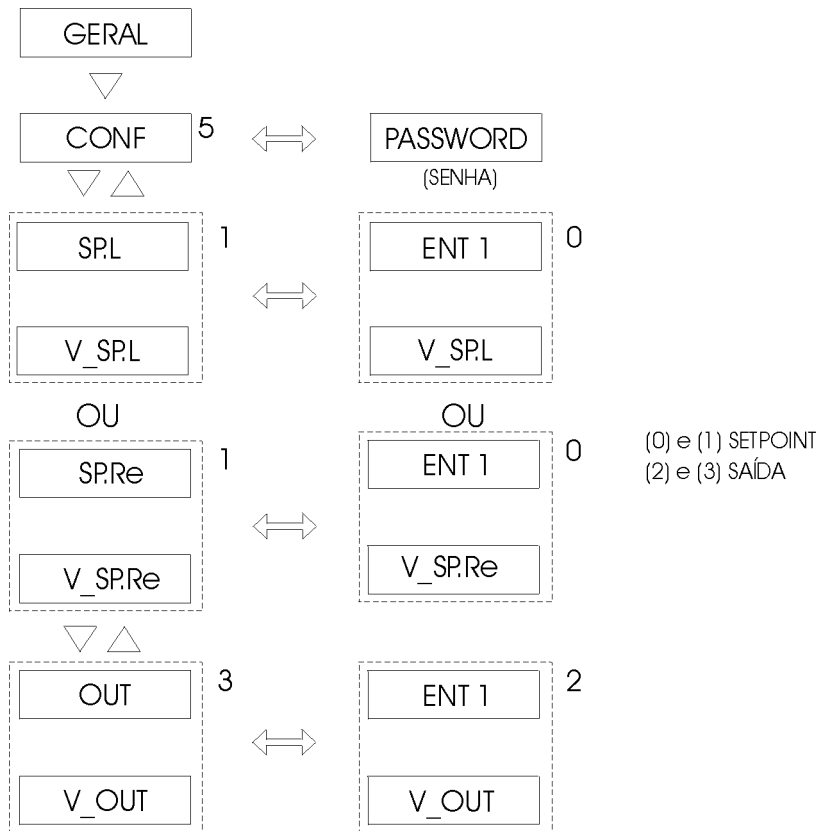 GERAL
CONF 5 PASSWORD
(SENHA)
SP.L 1 ENT 1 0
V_SP.L V_SP.L
OU OU
SP.Re 1 ENT 1 0
(0) e (1) SETPOINT
(2) e (3) SAÍDA
V_SP.Re V_SP.Re
OUT 3 ENT 1 2
V_OUT V_OUT